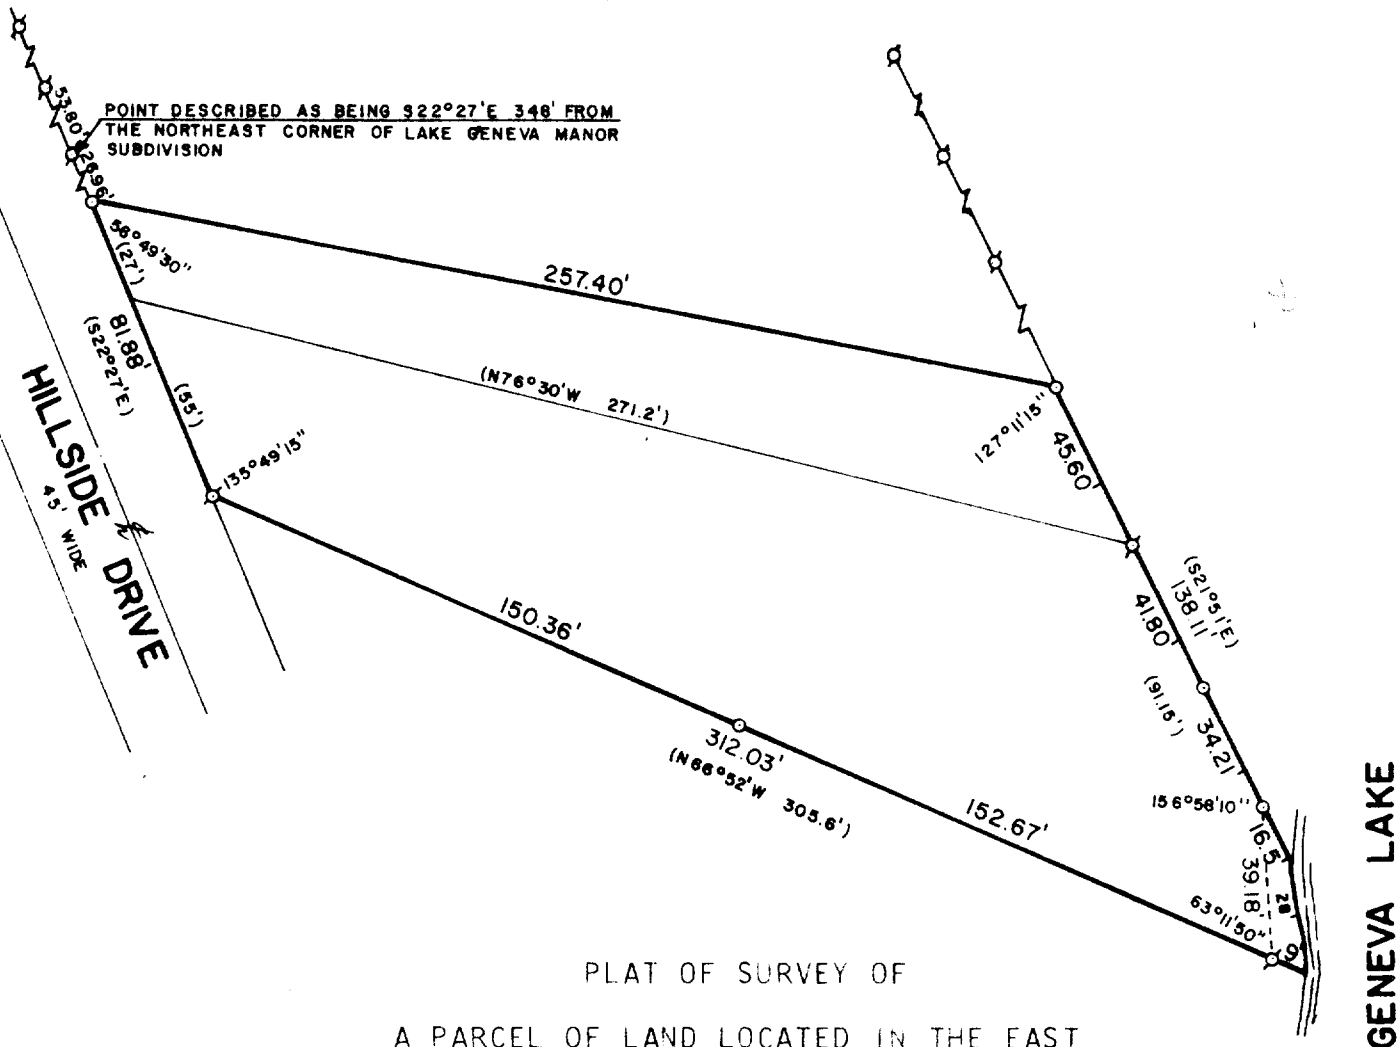 53.80'
26.96'
POINT DESCRIBED AS BEING S22°27'E 348' FROM
THE NORTHEAST CORNER OF LAKE GENEVA MANOR
SUBDIVISION
56°49'30"
(27')
257.40'
81.88'
(S22°27'E)
(55')
(N76°30'W 271.2')
127°11'15"
45.60'
HILLSIDE DRIVE
45' WIDE
135°49'15"
(S21°51'E)
138.11'
41.80'
150.36'
(91.15')
34.21'
312.03'
(N66°52'W 305.6')
152.67'
156°58'10"
16.5'
39.18'
28'
63°11'50"
9'
GENEVA LAKE
PLAT OF SURVEY OF
A PARCEL OF LAND LOCATED IN THE EAST